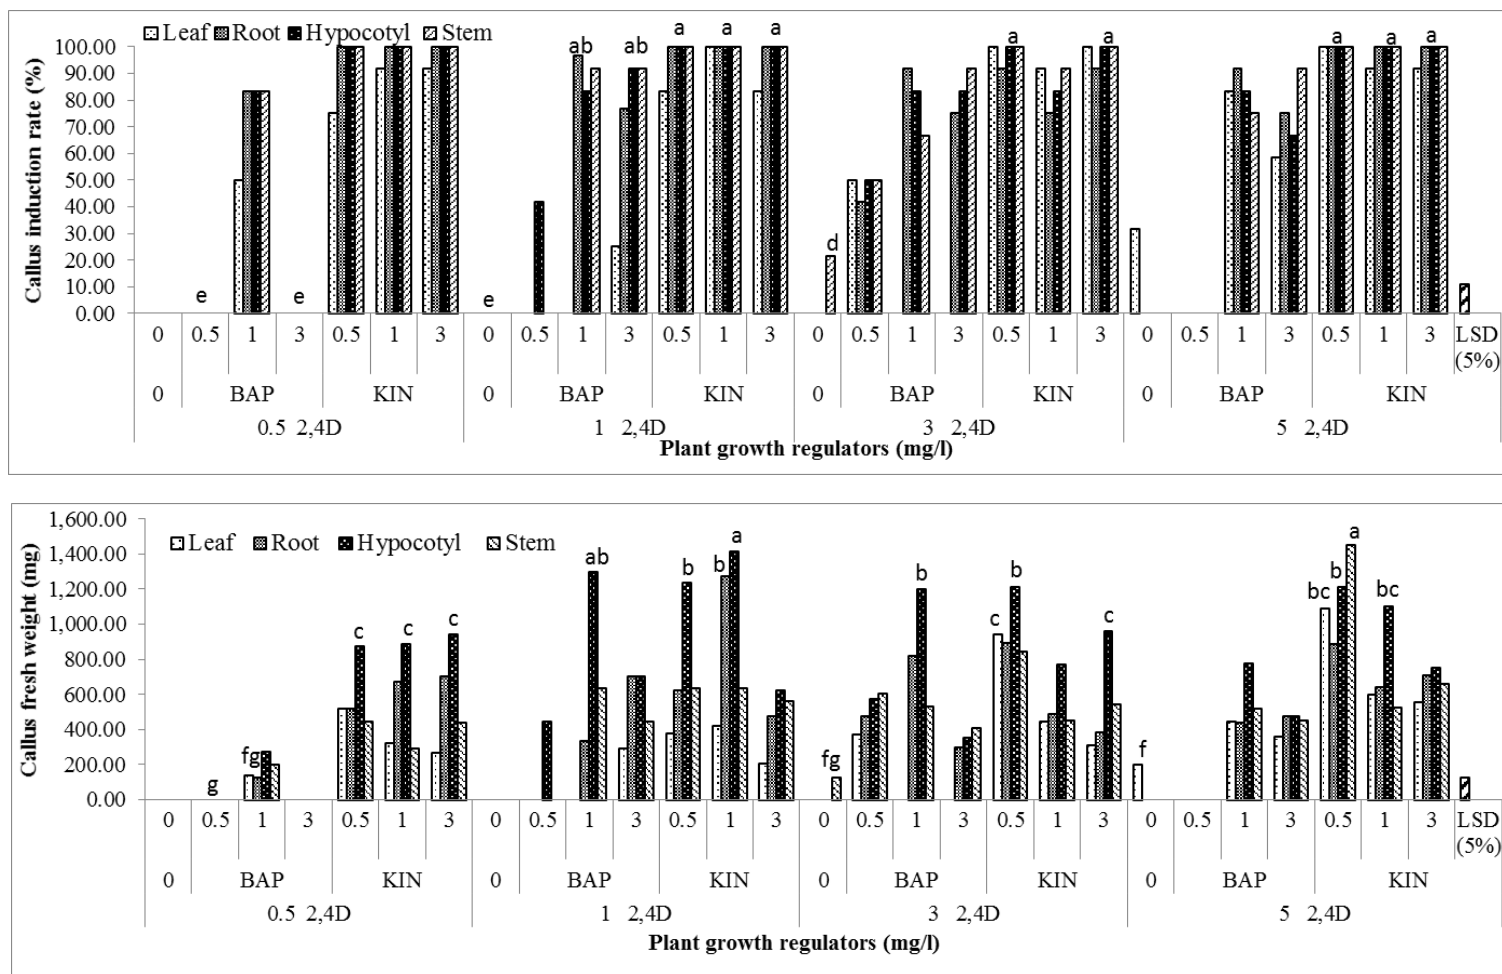 Leaf Root Hypocotyl Stem
a a a a a a a a
ab ab
100.00
90.00
80.00
70.00
60.00
50.00
40.00
30.00
20.00
10.00
0.00
Callus induction rate (%)
e e e d
0 0.5 1 3 0.5 1 3 0 0.5 1 3 0.5 1 3 0 0.5 1 3 0.5 1 3 0 0.5 1 3 0.5 1 3 LSD
(5%)
0 BAP KIN 0 BAP KIN 0 BAP KIN 0 BAP KIN
0.5 2,4D 1 2,4D 3 2,4D 5 2,4D
Plant growth regulators (mg/l)
1,600.00
1,400.00
1,200.00
1,000.00
800.00
600.00
400.00
200.00
0.00
Callus fresh weight (mg)
Leaf Root Hypocotyl Stem
g fg c c c ab b b a fg b c b c f bc b a bc
0 0.5 1 3 0.5 1 3 0 0.5 1 3 0.5 1 3 0 0.5 1 3 0.5 1 3 0 0.5 1 3 0.5 1 3 LSD
(5%)
0 BAP KIN 0 BAP KIN 0 BAP KIN 0 BAP KIN
0.5 2,4D 1 2,4D 3 2,4D 5 2,4D
Plant growth regulators (mg/l)